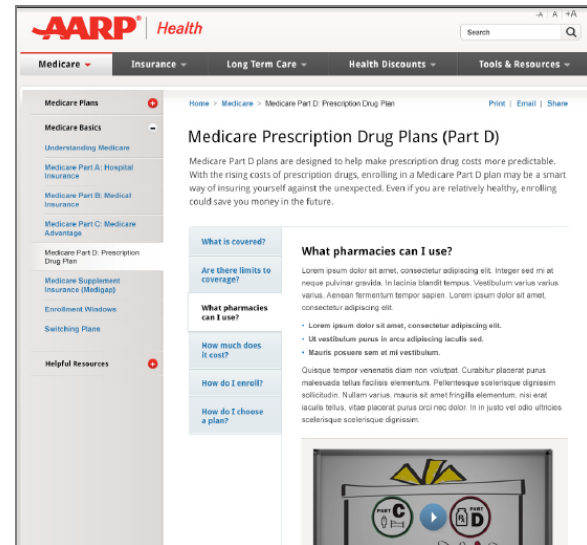 -A A +A
AARP® Health
Search
Medicare Insurance Long Term Care Health Discounts Tools & Resources
Medicare Plans
Medicare Basics
Understanding Medicare
Medicare Part A: Hospital
Insurance
Medicare Part B: Medical
Insurance
Medicare Part C: Medicare
Advantage
Medicare Part D: Prescription
Drug Plan
Medicare Supplement
Insurance (Medigap)
Enrollment Windows
Switching Plans
Helpful Resources
Home > Medicare > Medicare Part D: Prescription Drug Plan
Print | Email | Share
Medicare Prescription Drug Plans (Part D)
Medicare Part D plans are designed to help make prescription drug costs more predictable.
With the rising costs of prescription drugs, enrolling in a Medicare Part D plan may be a smart
way of insuring yourself against the unexpected. Even if you are relatively healthy, enrolling
could save you money in the future.
What is covered?
Are there limits to
coverage?
What pharmacies
can I use?
How much does
it cost?
How do I enroll?
How do I choose
a plan?
What pharmacies can I use?
Lorem ipsum dolor sit amet, consectetur adipiscing elit. Integer sed mi at
neque pulvinar gravida. In lacinia blandit tempus. Vestibulum varius varius
varius. Aenean fermentum tempor sapien. Lorem ipsum dolor sit amet,
consectetur adipiscing elit.
• Lorem ipsum dolor sit amet, consectetur adipiscing elit.
• Ut vestibulum purus in arcu adipiscing iaculis sed.
• Mauris posuere sem et mi vestibulum.
Quisque tempor venenatis diam non volutpat. Curabitur placerat purus
malesuada tellus facilisis elementum. Pellentesque scelerisque dignissim
sollicitudin. Nullam varius, mauris sit amet fringilla elementum, nisi erat
iaculis tellus, vitae placerat purus orci nec dolor. In in justo vel odio ultricies
scelerisque scelerisque dignissim.
PART C
PART D